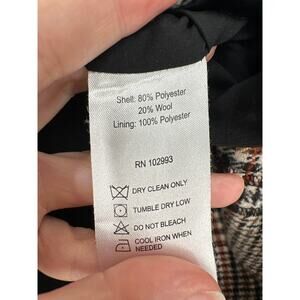 Shell: 80% Polyester
20% Wool
Lining: 100% Polyester
RN 102993
DRY CLEAN ONLY
TUMBLE DRY LOW
DO NOT BLEACH
COOL IRON WHEN
NEEDED